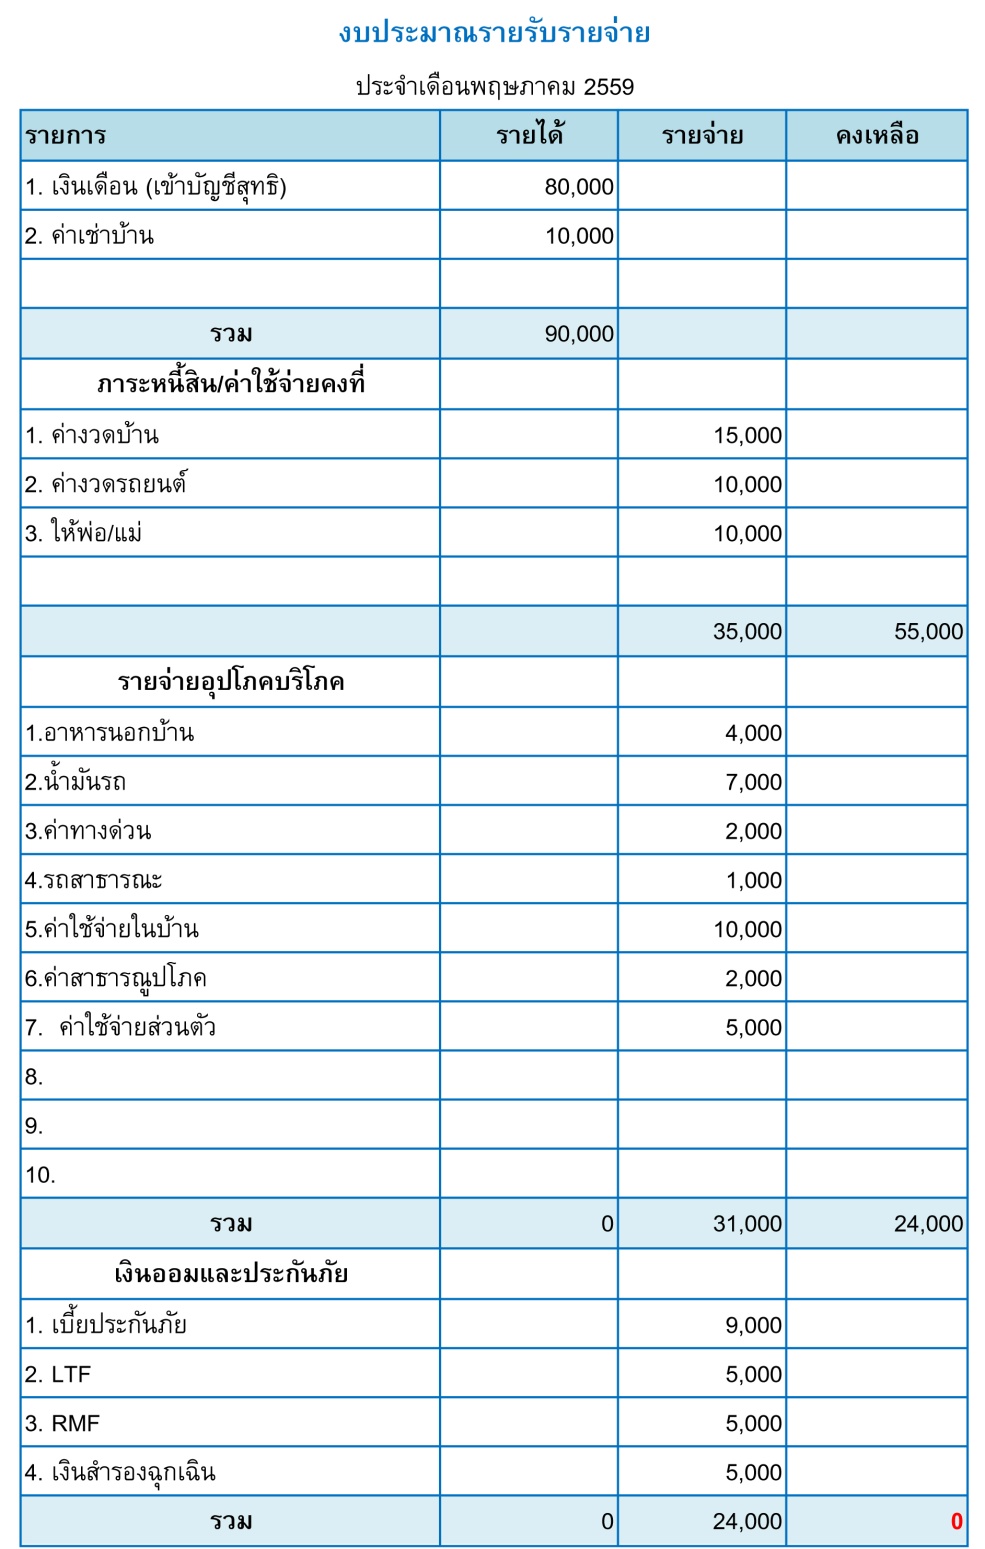 งบประมาณรายรับรายจ่าย
ประจำเดือนพฤษภาคม 2559
รายการ รายได้ รายจ่าย คงเหลือ
1. เงินเดือน (เข้าบัญชีสุทธิ) 80,000
2. ค่าเช่าบ้าน 10,000
รวม 90,000
ภาระหนี้สิน/ค่าใช้จ่ายคงที่
1. ค่างวดบ้าน 15,000
2. ค่างวดรถยนต์ 10,000
3. ให้พ่อ/แม่ 10,000
35,000 55,000
รายจ่ายอุปโภคบริโภค
1.อาหารนอกบ้าน 4,000
2.น้ำมันรถ 7,000
3.ค่าทางด่วน 2,000
4.รถสาธารณะ 1,000
5.ค่าใช้จ่ายในบ้าน 10,000
6.ค่าสาธารณูปโภค 2,000
7. ค่าใช้จ่ายส่วนตัว 5,000
8.
9.
10.
รวม 0 31,000 24,000
เงินออมและประกันภัย
1. เบี้ยประกันภัย 9,000
2. LTF 5,000
3. RMF 5,000
4. เงินสำรองฉุกเฉิน 5,000
รวม 0 24,000 0